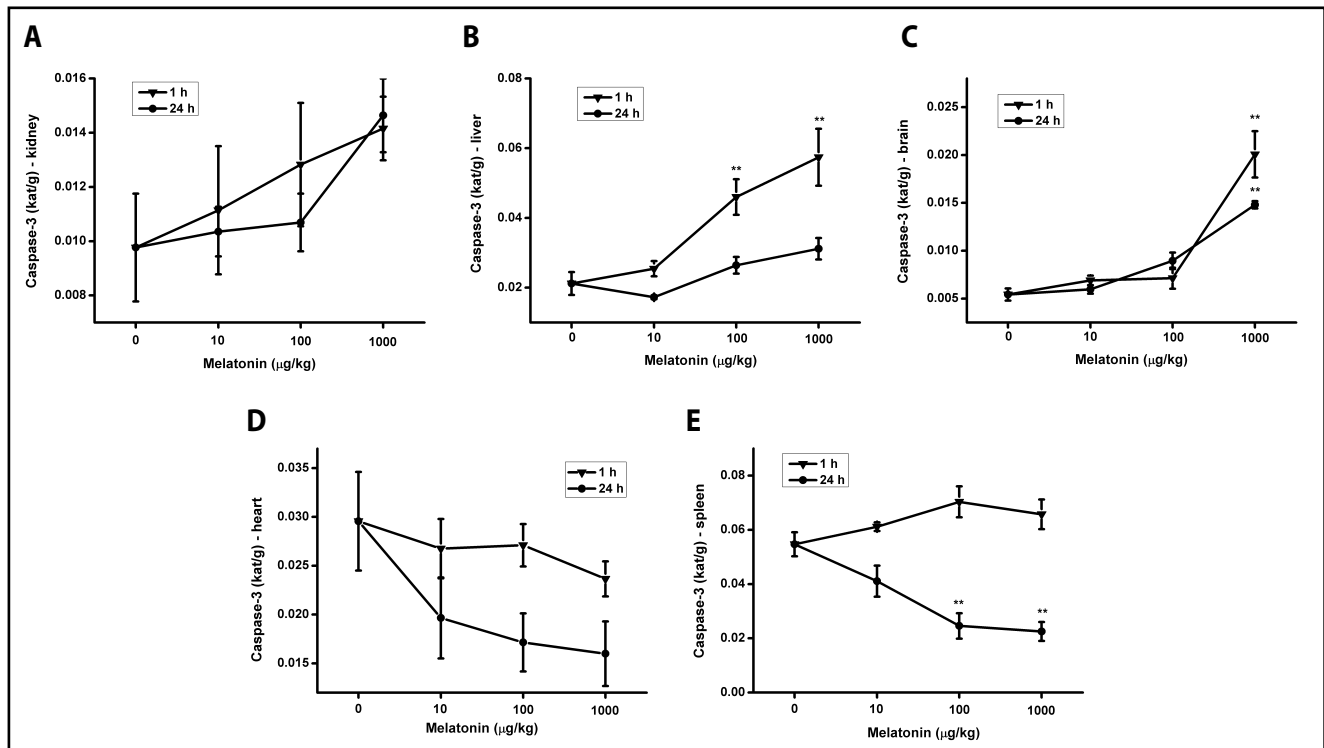 A
Caspase-3 (kat/g) - kidney
0.016
0.014
0.012
0.010
0.008
1 h
24 h
0 10 100 1000
Melatonin (μg/kg)
B
Caspase-3 (kat/g) - liver
0.08
0.06
0.04
0.02
1 h
24 h
**
**
0 10 100 1000
Melatonin (μg/kg)
C
Caspase-3 (kat/g) - brain
0.025
0.020
0.015
0.010
0.005
1 h
24 h
**
**
0 10 100 1000
Melatonin (μg/kg)
D
Caspase-3 (kat/g) - heart
0.035
0.030
0.025
0.020
0.015
1 h
24 h
0 10 100 1000
Melatonin (μg/kg)
E
Caspase-3 (kat/g) - spleen
0.08
0.06
0.04
0.02
0.00
1 h
24 h
**
**
0 10 100 1000
Melatonin (μg/kg)